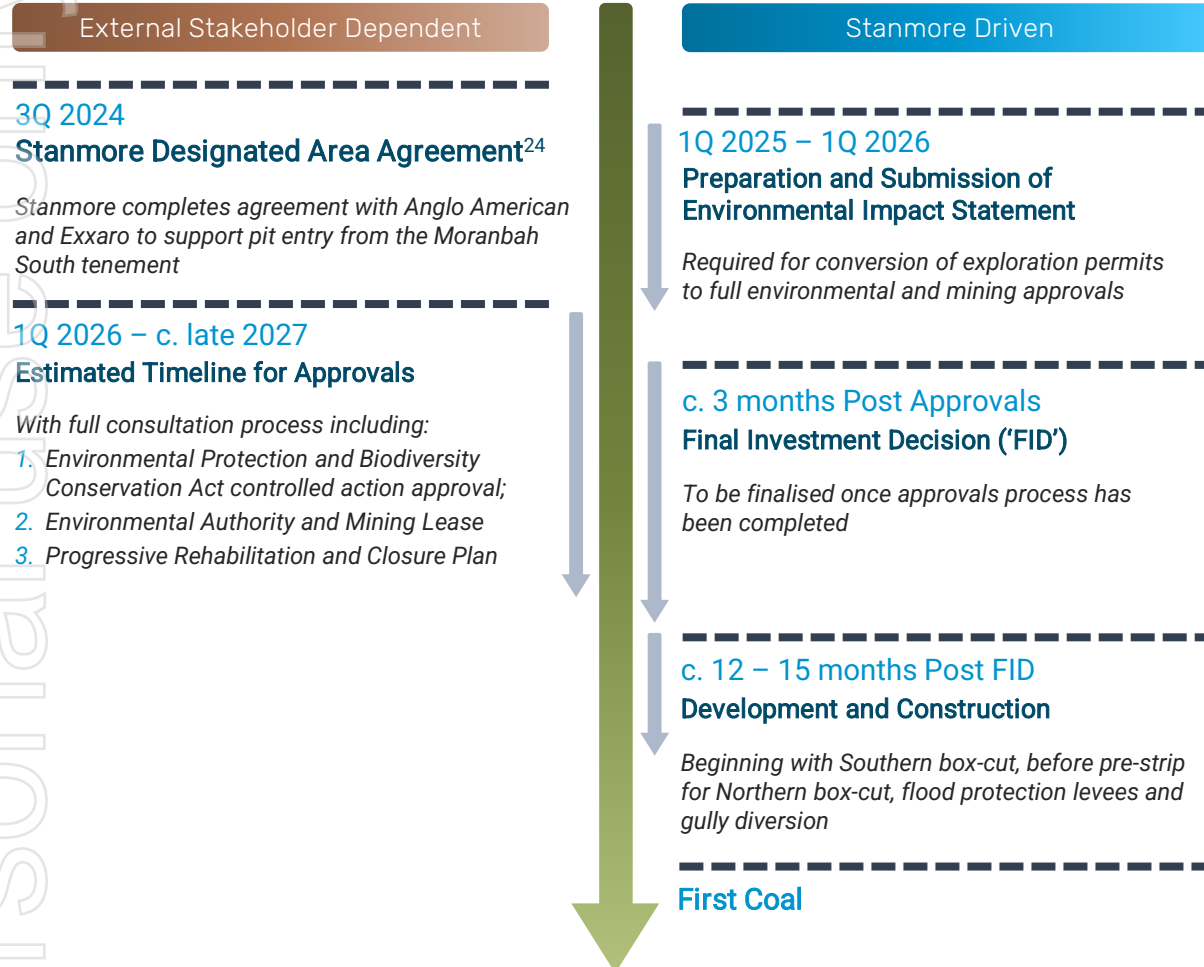 External Stakeholder Dependent
3Q 2024
Stanmore Designated Area Agreement24
Stanmore completes agreement with Anglo American
and Exxaro to support pit entry from the Moranbah
South tenement
1Q 2026 – c. late 2027
Estimated Timeline for Approvals
With full consultation process including:
1. Environmental Protection and Biodiversity
Conservation Act controlled action approval;
2. Environmental Authority and Mining Lease
3. Progressive Rehabilitation and Closure Plan
Stanmore Driven
1Q 2025 – 1Q 2026
Preparation and Submission of
Environmental Impact Statement
Required for conversion of exploration permits
to full environmental and mining approvals
c. 3 months Post Approvals
Final Investment Decision (‘FID’)
To be finalised once approvals process has
been completed
c. 12 – 15 months Post FID
Development and Construction
Beginning with Southern box-cut, before pre-strip
for Northern box-cut, flood protection levees and
gully diversion
First Coal